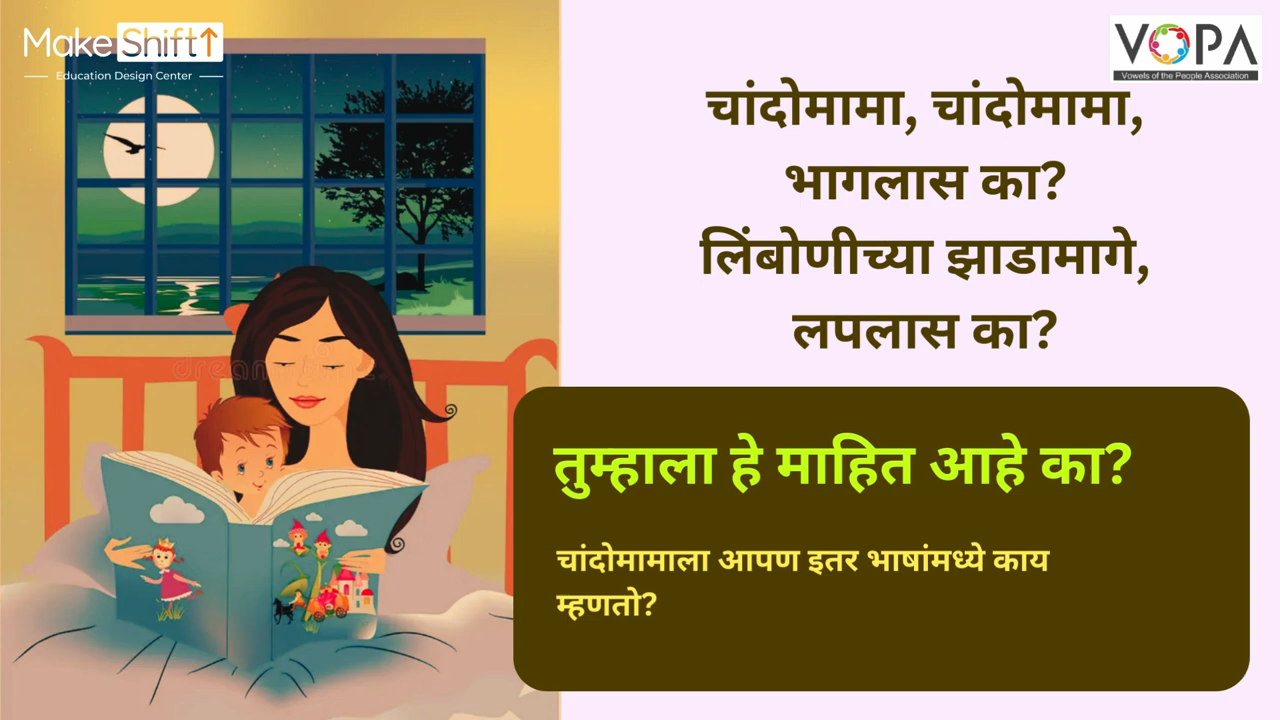 MakeShift↑
Education Design Center
VOPA
Vowels of the People Association
चांदोमामा, चांदोमामा,
भागलास का?
लिंबोणीच्या झाडामागे,
लपलास का?
तुम्हाला हे माहित आहे का?
चांदोमामाला आपण इतर भाषांमध्ये काय
म्हणतो?